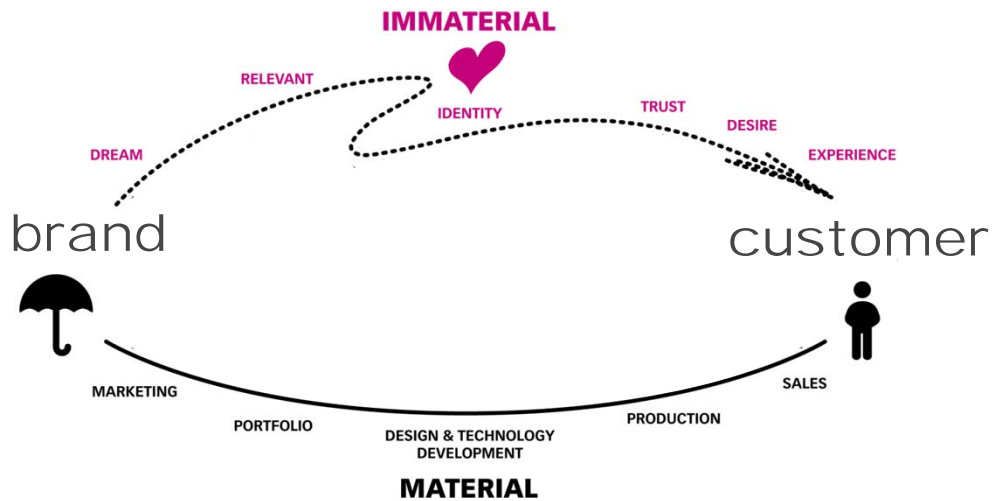 IMMATERIAL
RELEVANT
IDENTITY
TRUST
DESIRE
DREAM
EXPERIENCE
brand
customer
MARKETING
SALES
PORTFOLIO
PRODUCTION
DESIGN & TECHNOLOGY
DEVELOPMENT
MATERIAL